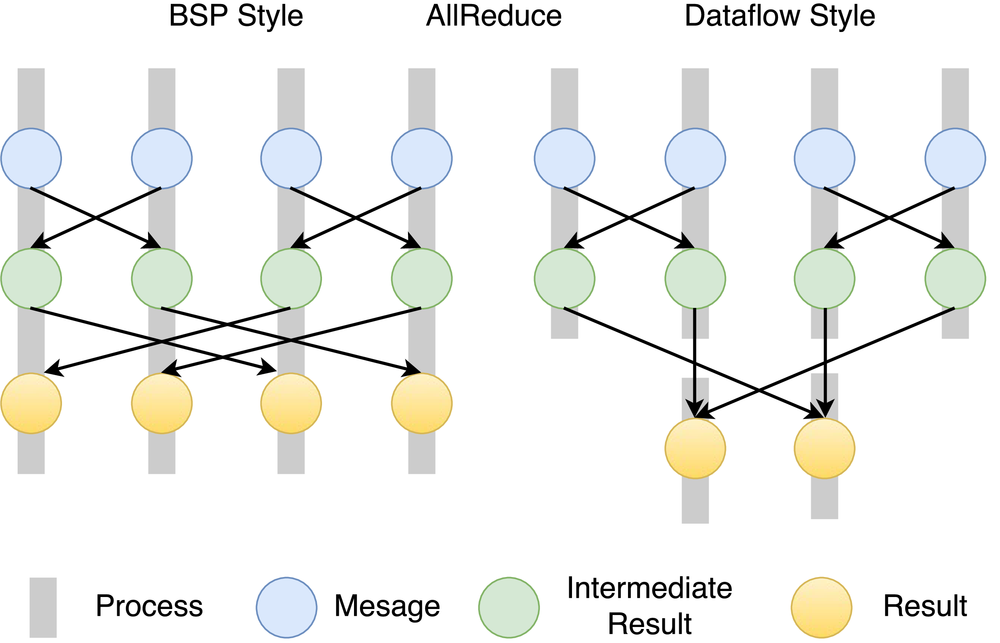 BSP Style
AllReduce
Dataflow Style
Process
Mesage
Intermediate
Result
Result